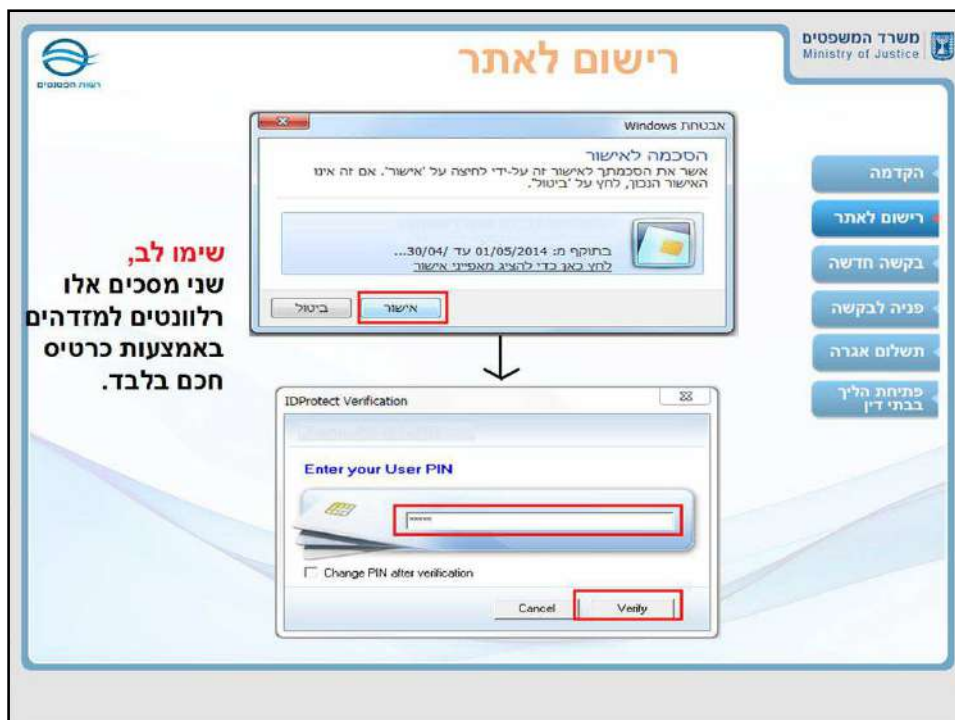 משרד המשפטים
Ministry of Justice
רשות הפטנטים
רישום לאתר
הקדמה
רישום לאתר
בקשה חדשה
פניה לבקשה
תשלום אגרה
פתיחת הליך
בבתי דין
אבטחת Windows
הסכמה לאישור
אשר את הסכמתך לאישור זה על-ידי לחיצה על 'אישור'. אם זה אינו
האישור הנכון, לחץ על 'ביטול'.
בתוקף מ: 01/05/2014 עד /30/04...
לחץ כאן כדי להציג מאפייני אישור
אישור
ביטול
שימו לב,
שני מסכים אלו
רלוונטים למזדהים
באמצעות כרטיס
חכם בלבד.
IDProtect Verification
Enter your User PIN
*****
Change PIN after verification
Cancel
Verify